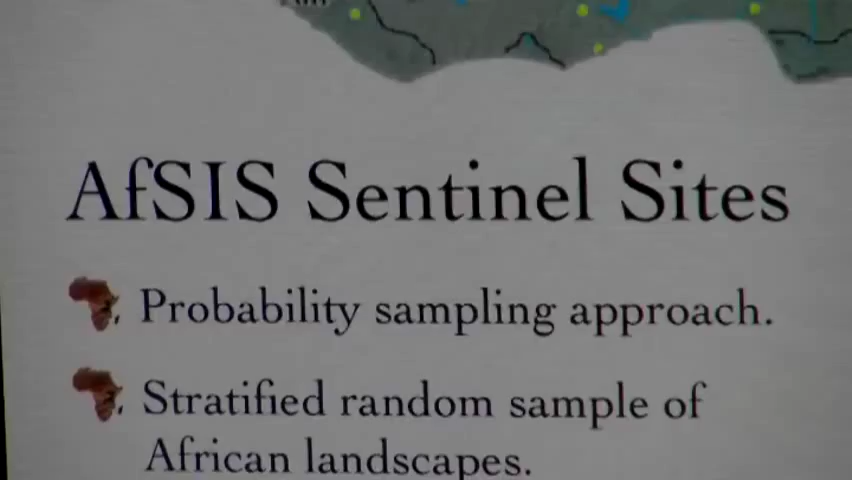 AfSIS Sentinel Sites
Probability sampling approach.
Stratified random sample of
African landscapes.